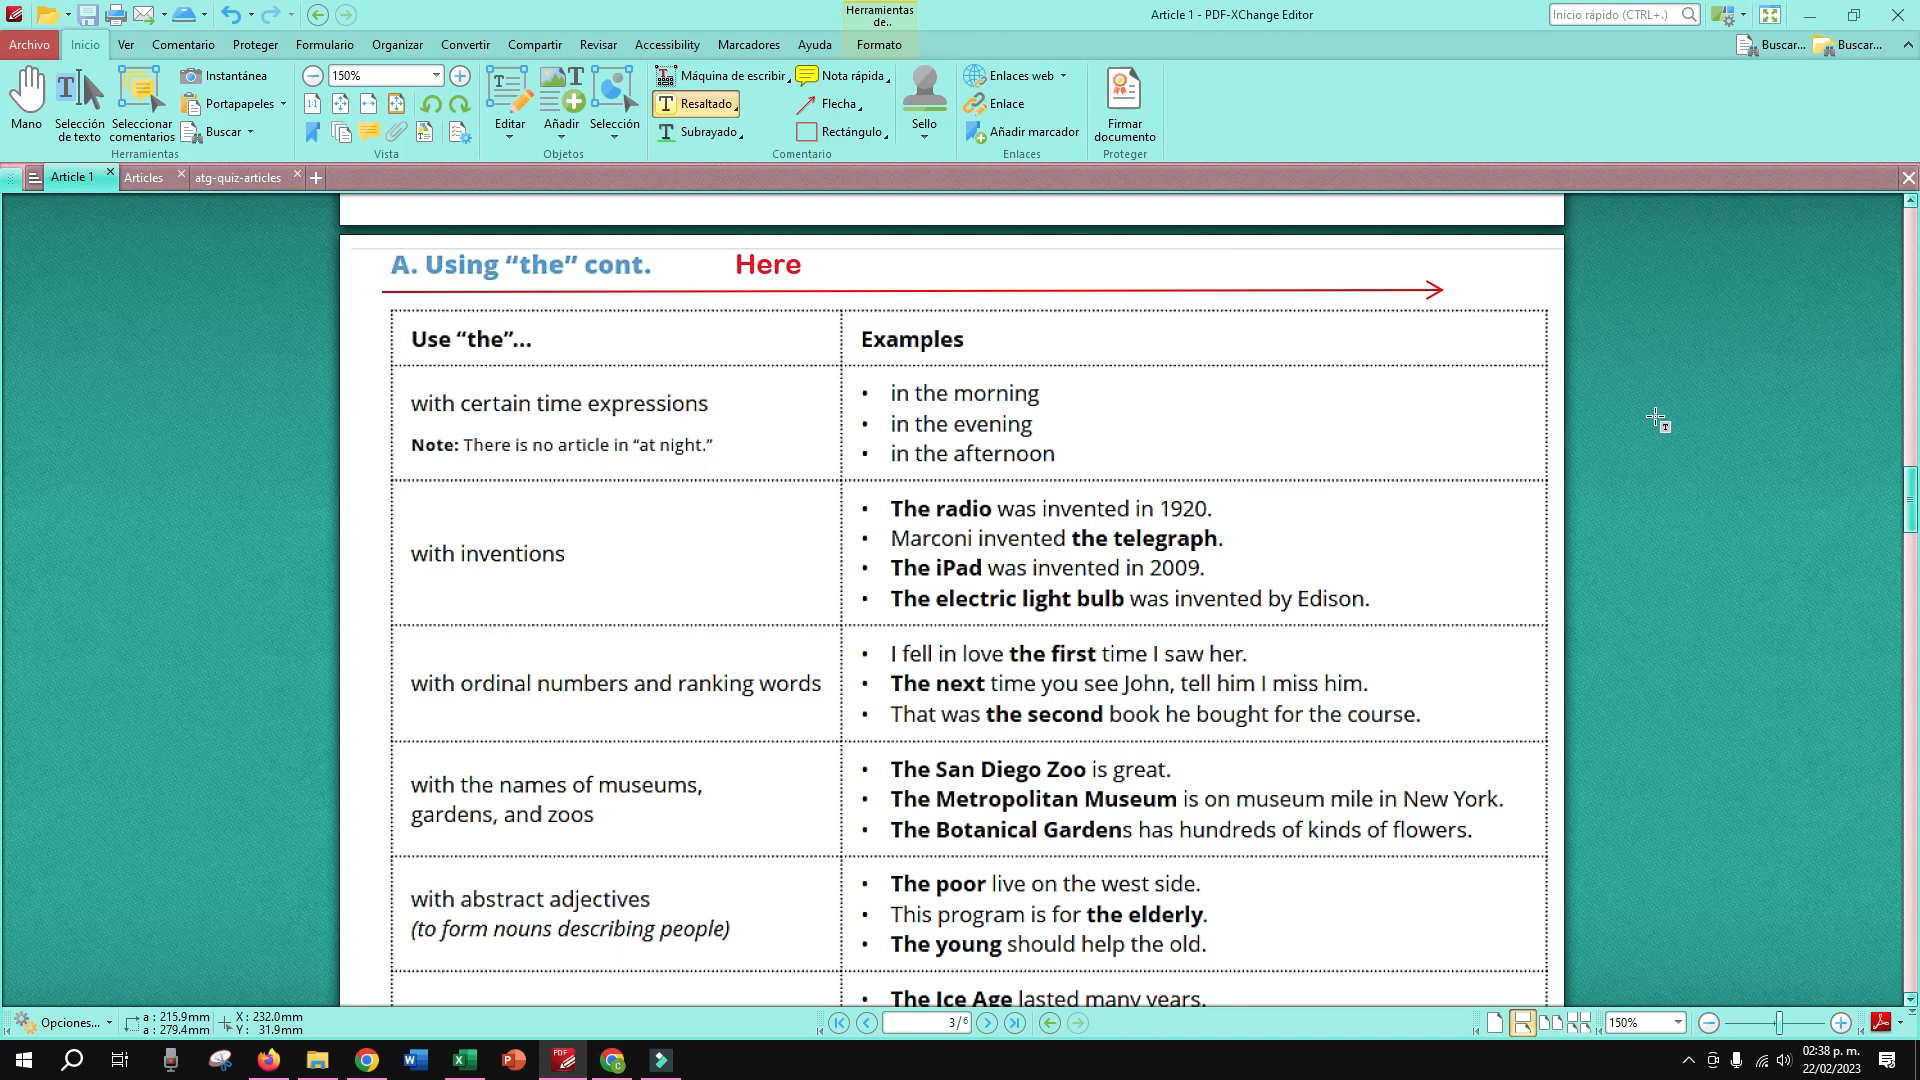 Herramientas
de..
Article 1 - PDF-XChange Editor
Inicio rápido (CTRL+.)
Archivo
Inicio
Ver
Comentario
Proteger
Formulario
Organizar
Convertir
Compartir
Revisar
Accessibility
Marcadores
Ayuda
Formato
Buscar...
Buscar...
Mano
Selección
de texto
Seleccionar
comentarios
Instantánea
Portapapeles
Buscar
Herramientas
150%
Vista
Editar
Añadir
Selección
Objetos
Máquina de escribir
Resaltado
Subrayado
Nota rápida
Flecha
Rectángulo
Sello
Comentario
Enlaces web
Enlace
Añadir marcador
Enlaces
Firmar
documento
Proteger
Article 1
Articles
atg-quiz-articles
A. Using “the” cont.
Here
Use “the”...
Examples
with certain time expressions
Note: There is no article in “at night.”
• in the morning
• in the evening
• in the afternoon
with inventions
• The radio was invented in 1920.
• Marconi invented the telegraph.
• The iPad was invented in 2009.
• The electric light bulb was invented by Edison.
with ordinal numbers and ranking words
• I fell in love the first time I saw her.
• The next time you see John, tell him I miss him.
• That was the second book he bought for the course.
with the names of museums,
gardens, and zoos
• The San Diego Zoo is great.
• The Metropolitan Museum is on museum mile in New York.
• The Botanical Gardens has hundreds of kinds of flowers.
with abstract adjectives
(to form nouns describing people)
• The poor live on the west side.
• This program is for the elderly.
• The young should help the old.
• The Ice Age lasted many years.
Opciones...
a : 215.9mm
a : 279.4mm
X : 232.0mm
Y : 31.9mm
3/6
150%
02:38 p. m.
22/02/2023